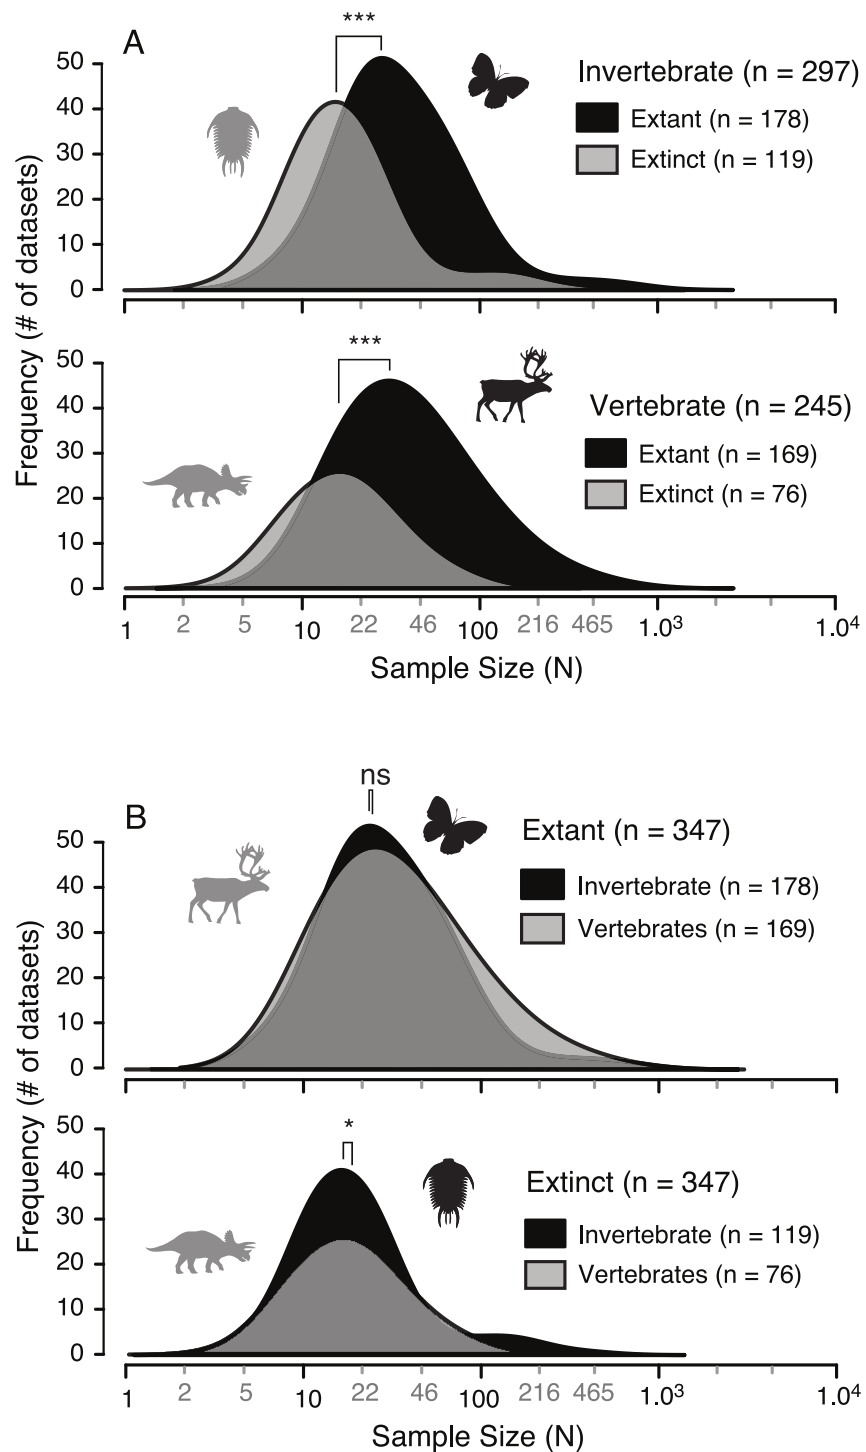 A
***
Invertebrate (n = 297)
Extant (n = 178)
Extinct (n = 119)
50
40
30
20
10
0
***
Vertebrate (n = 245)
Extant (n = 169)
Extinct (n = 76)
50
40
30
20
10
0
Frequency (# of datasets)
1 2 5 10 22 46 100 216 465 1.0³ 1.0⁴
Sample Size (N)
B
ns
Extant (n = 347)
Invertebrate (n = 178)
Vertebrates (n = 169)
50
40
30
20
10
0
*
Extinct (n = 347)
Invertebrate (n = 119)
Vertebrates (n = 76)
50
40
30
20
10
0
Frequency (# of datasets)
1 2 5 10 22 46 100 216 465 1.0³ 1.0⁴
Sample Size (N)